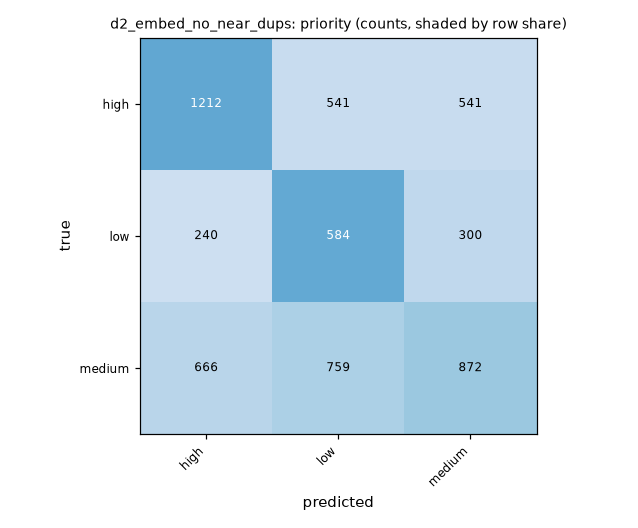 d2_embed_no_near_dups: priority (counts, shaded by row share)
true
high
1212
541
541
low
240
584
300
medium
666
759
872
high
low
medium
predicted